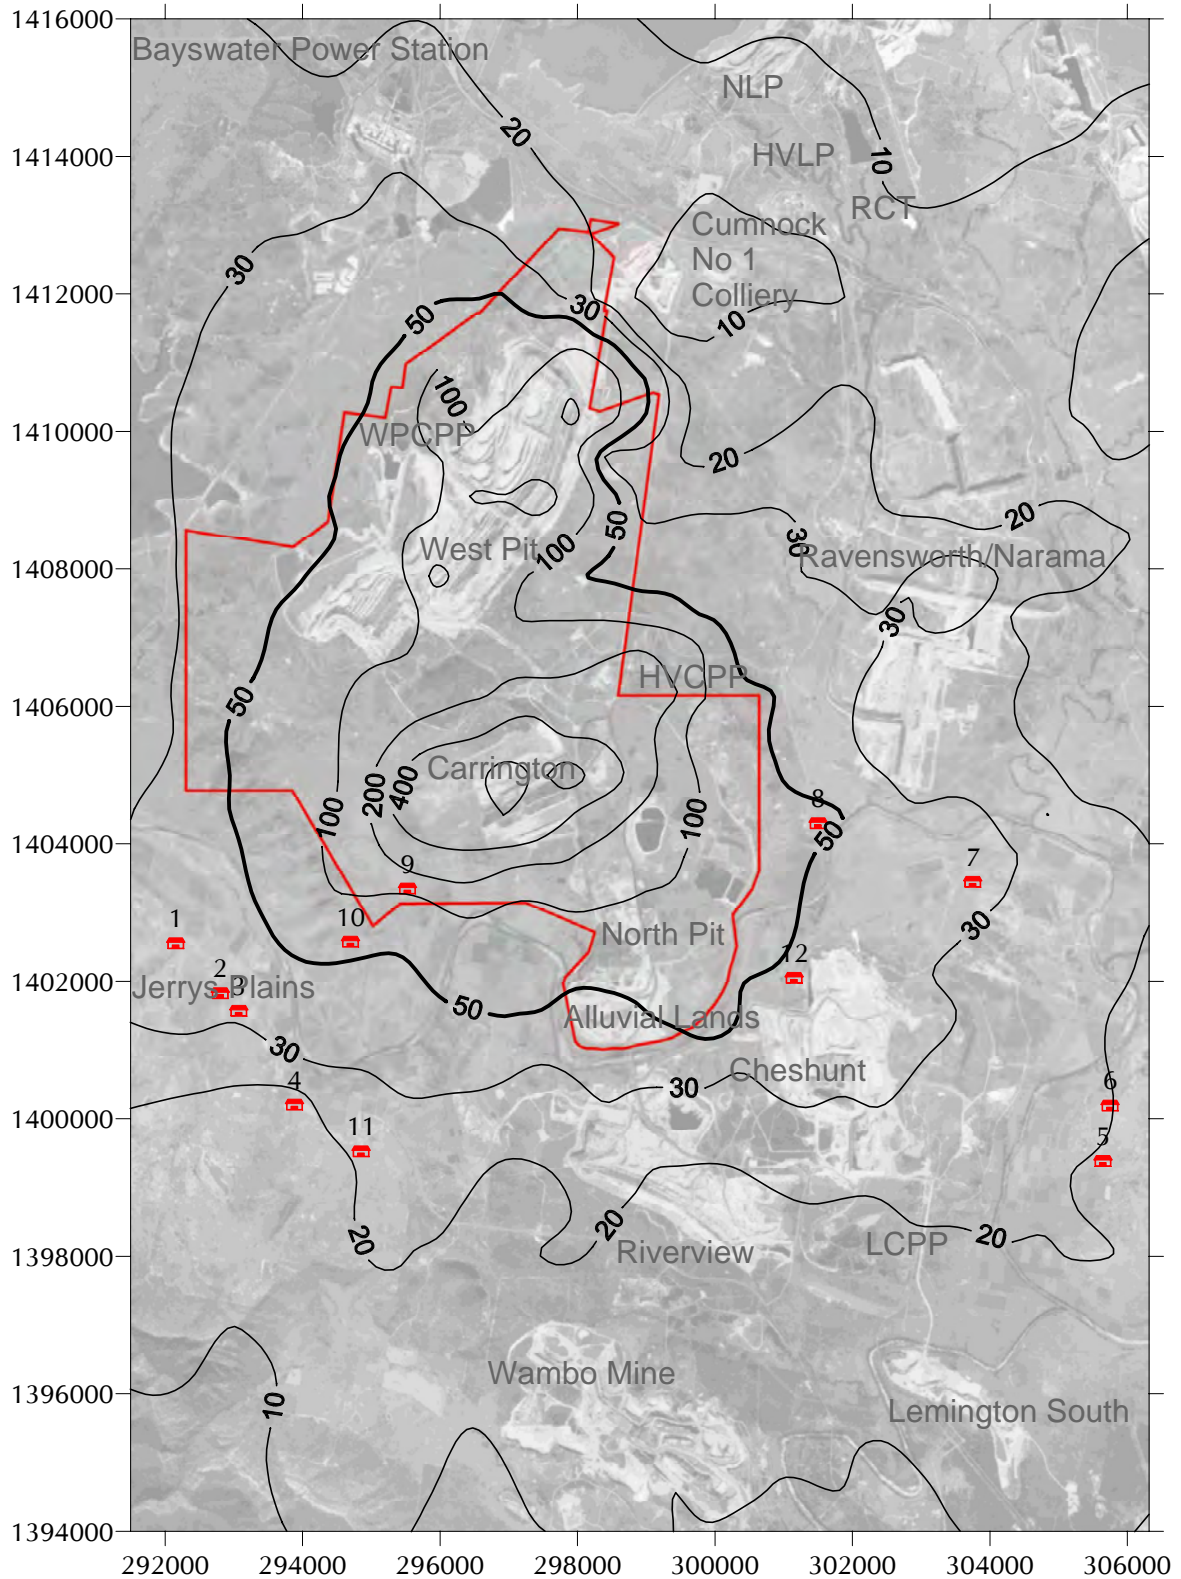 1416000
Bayswater Power Station
NLP
20
1414000
HVLP
10
RCT
Cumnock
No 1
Colliery
30
1412000
30
50
10
100
1410000
WPCPP
20
20
50
30
West Pit
100
Ravensworth/Narama
1408000
30
50
HVCPP
1406000
Carrington
200
400
100
100
8
50
1404000
9
7
1
10
30
North Pit
12
2
3
Jerrys Plains
1402000
50
Alluvial Lands
30
Cheshunt
30
4
6
1400000
11
5
20
20
20
LCPP
Riverview
1398000
Wambo Mine
1396000
10
Lemington South
1394000
292000 294000 296000 298000 300000 302000 304000 306000